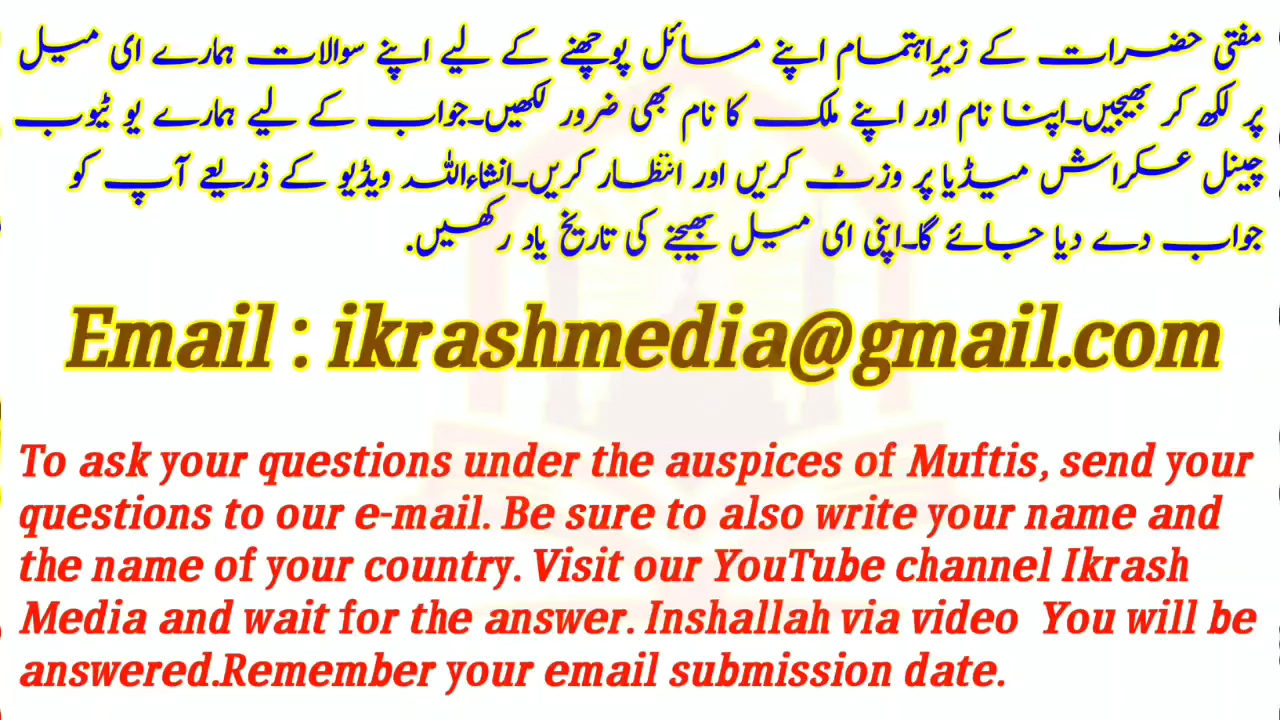 مفتی حضرات کے زیرِاہتمام اپنے مسائل پوچھنے کے لیے اپنے سوالات ہمارے ای میل
پر لکھ کر بھیجیں۔اپنا نام اور اپنے ملک کا نام بھی ضرور لکھیں۔جواب کے لیے ہمارے یو ٹیوب
چینل عکراش میڈیا پر وزٹ کریں اور انتظار کریں۔انشاءاللہ ویڈیو کے ذریعے آپ کو
جواب دے دیا جائے گا۔اپنی ای میل بھیجنے کی تاریخ یاد رکھیں.
Email : ikrashmedia@gmail.com
To ask your questions under the auspices of Muftis, send your
questions to our e-mail. Be sure to also write your name and
the name of your country. Visit our YouTube channel Ikrash
Media and wait for the answer. Inshallah via video  You will be
answered.Remember your email submission date.